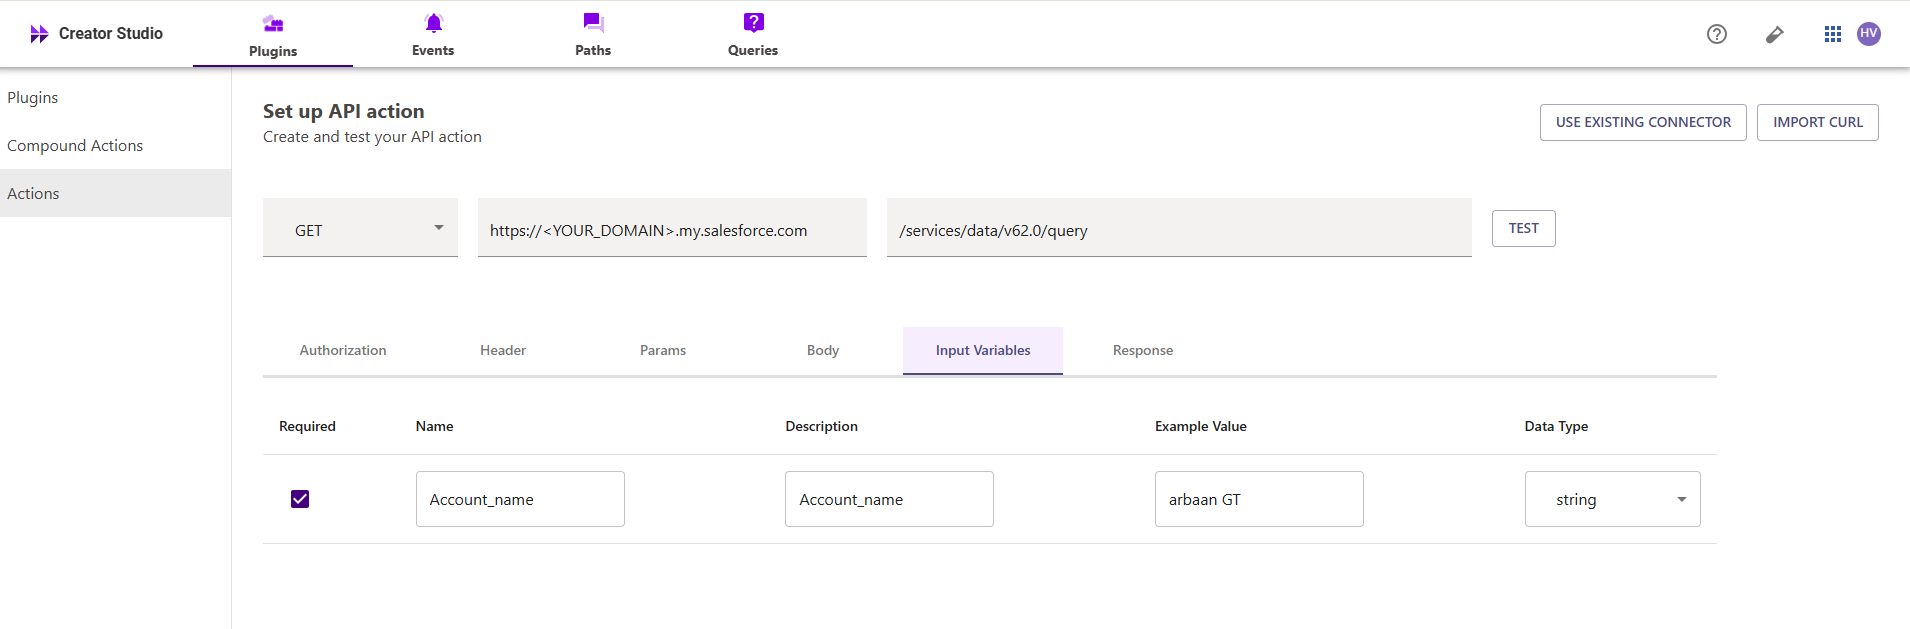 Creator Studio
Plugins
Events
Paths
?
Queries
?
HV
Plugins
Compound Actions
Actions
Set up API action
Create and test your API action
USE EXISTING CONNECTOR
IMPORT CURL
GET
https://<YOUR_DOMAIN>.my.salesforce.com
/services/data/v62.0/query
TEST
Authorization
Header
Params
Body
Input Variables
Response
Required
Name
Description
Example Value
Data Type
Account_name
Account_name
arbaan GT
string